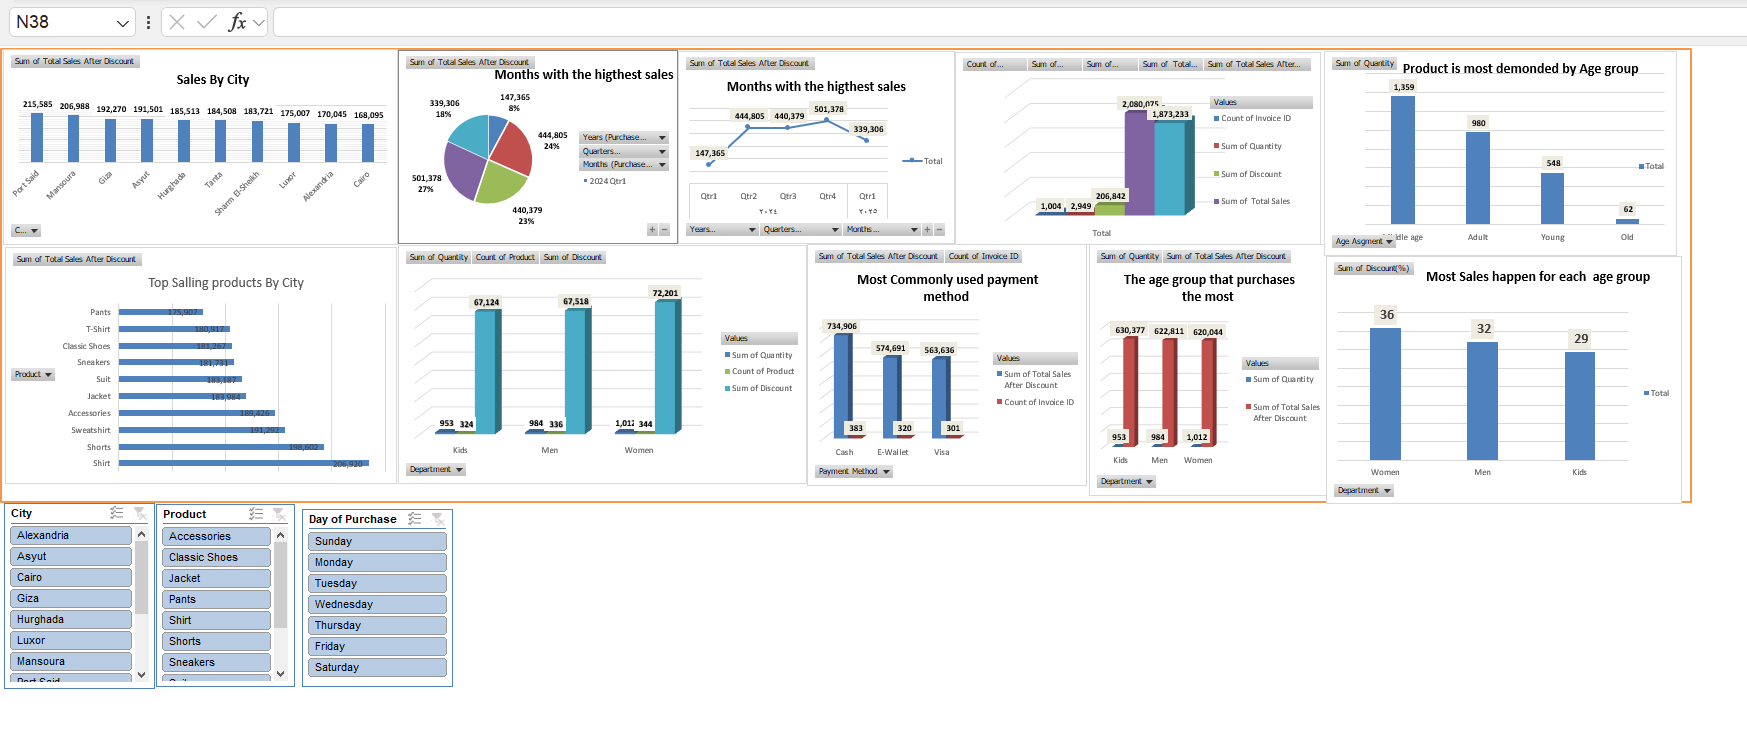 N38
fx
Sum of Total Sales After Discount
Sales By City
215,585 206,988 192,270 191,501 185,513 184,508 183,721 175,007 170,045 168,095
Port Said Mansoura Giza Asyut Hurghada Tanta Sharm El-Sheikh Luxor Alexandria Cairo
C...
Sum of Total Sales After Discount
Months with the higthest sales
147,365
8%
444,805
24%
440,379
23%
501,378
27%
339,306
18%
Years (Purchase...
Quarters...
Months (Purchase...
2024 Qtr1
Sum of Total Sales After Discount
Months with the higthest sales
147,365 444,805 440,379 501,378 339,306
Total
Qtr1 Qtr2 Qtr3 Qtr4 Qtr1
٢٠٢٤ ٢٠٢٥
Years... Quarters... Months...
Count of... Sum of... Sum of... Sum of Total... Sum of Total Sales After...
1,004 2,949 206,842 2,080,075 1,873,233
Total
Values
Count of Invoice ID
Sum of Quantity
Sum of Discount
Sum of Total Sales
Sum of Quantity
Product is most demonded by Age group
1,359 980 548 62
Total
Adult Young Old
Age Asgment
Sum of Total Sales After Discount
Top Salling products By City
Pants 175,907
T-Shirt 180,917
Classic Shoes 181,267
Sneakers 181,731
Suit 183,187
Jacket 183,984
Accessories 189,426
Sweatshirt 191,292
Shorts 198,602
Shirt 206,920
Product
Sum of Quantity Count of Product Sum of Discount
67,124 67,518 72,201
953 324 984 336 1,012 344
Kids Men Women
Values
Sum of Quantity
Count of Product
Sum of Discount
Department
Sum of Total Sales After Discount Count of Invoice ID
Most Commonly used payment
method
734,906 574,691 563,636
383 320 301
Cash E-Wallet Visa
Values
Sum of Total Sales
After Discount
Count of Invoice ID
Payment Method
Sum of Quantity Sum of Total Sales After Discount
The age group that purchases
the most
630,377 622,811 620,044
953 984 1,012
Kids Men Women
Values
Sum of Quantity
Sum of Total Sales
After Discount
Department
Sum of Discount(%)
Most Sales happen for each age group
36 32 29
Total
Women Men Kids
Department
City
Alexandria
Asyut
Cairo
Giza
Hurghada
Luxor
Mansoura
Port Said
Product
Accessories
Classic Shoes
Jacket
Pants
Shirt
Shorts
Sneakers
Day of Purchase
Sunday
Monday
Tuesday
Wednesday
Thursday
Friday
Saturday